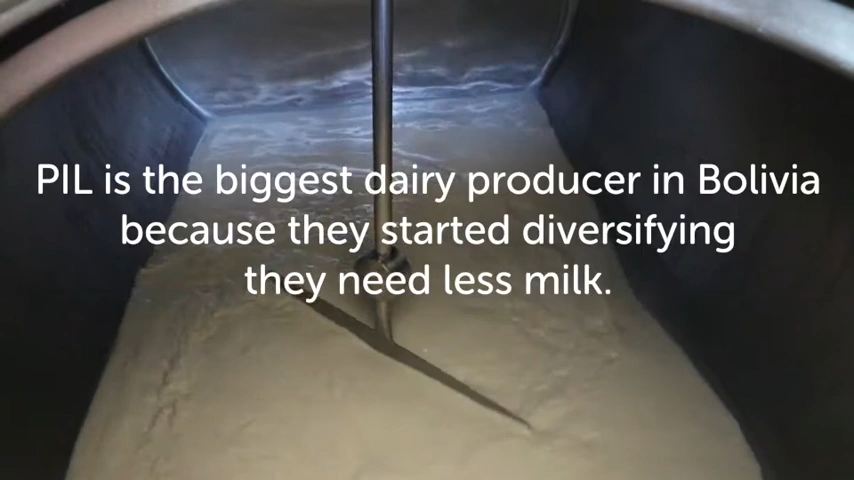 PIL is the biggest dairy producer in Bolivia
because they started diversifying
they need less milk.